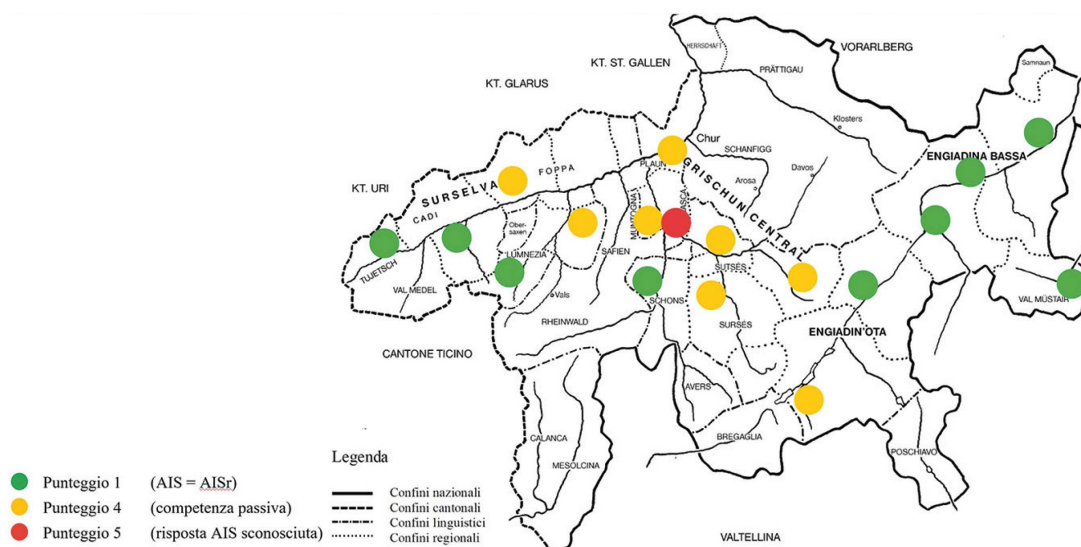 HERRSCHAFT
VORARLBERG
KT. ST. GALLEN
PRÄTTIGAU
Samnaun
KT. GLARUS
Klosters
Chur
SCHANFIGG
ENGIADINA BASSA
PLAUN
FOPPA
Davos
KT. URI
SURSELVA
Arosa
GRISCHUN CENTRAL
CADI
Ober-
saxen
MUNTOGNA
SAFIEN
LUMNEZIA
SUTSÉS
TUJETSCH
VAL MEDEL
Vals
SCHONS
VAL MÜSTAIR
RHEINWALD
SURSÉS
ENGIADIN'OTA
CANTONE TICINO
AVERS
BREGAGLIA
CALANCA
POSCHIAVO
MESOLCINA
Legenda
Punteggio 1 (AIS = AISr)
Punteggio 4 (competenza passiva)
Punteggio 5 (risposta AIS sconosciuta)
Confini nazionali
Confini cantonali
Confini linguistici
Confini regionali
VALTELLINA